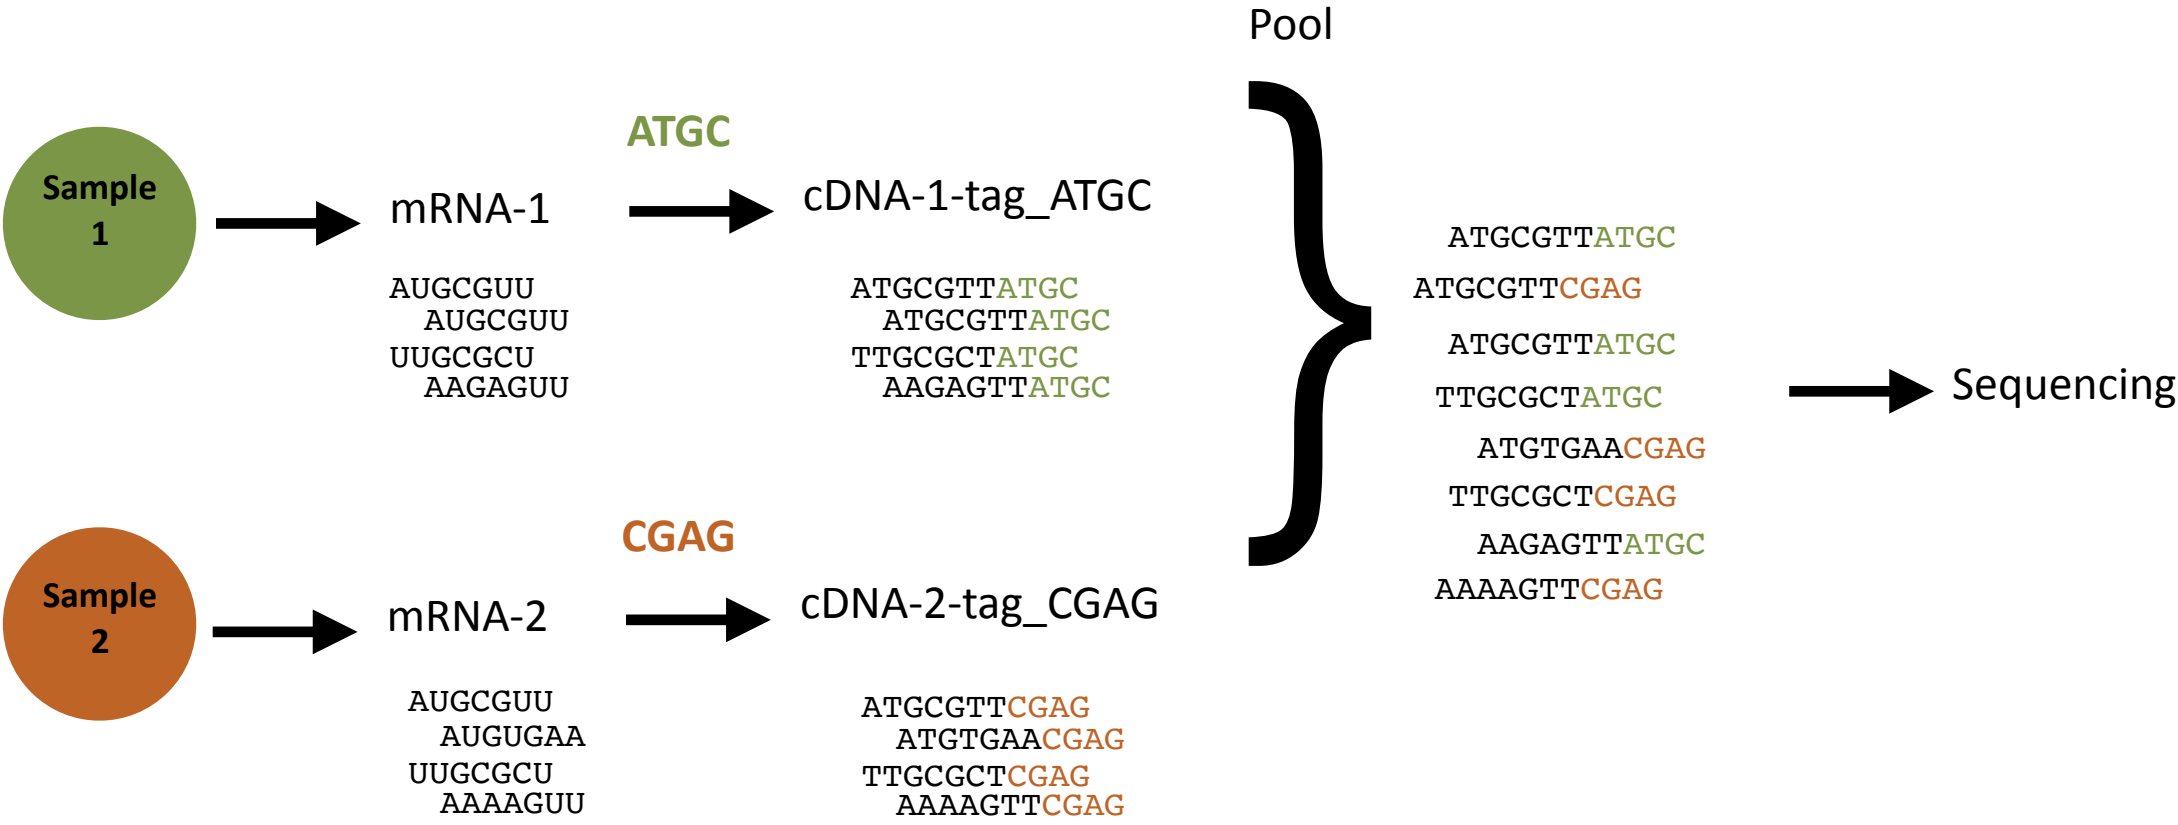 Pool
ATGC
Sample
1
mRNA-1
cDNA-1-tag_ATGC
AUGCGUU
AUGCGUU
UUGCGCU
AAGAGUU
ATGCGTTATGC
ATGCGTTATGC
TTGCGCTATGC
AAGAGTTATGC
CGAG
Sample
2
mRNA-2
cDNA-2-tag_CGAG
AUGCGUU
AUGUGAA
UUGCGCU
AAAAGUU
ATGCGTTCGAG
ATGTGAACGAG
TTGCGCTCGAG
AAAAGTTCGAG
ATGCGTTATGC
ATGCGTTCGAG
ATGCGTTATGC
TTGCGCTATGC
ATGTGAACGAG
TTGCGCTCGAG
AAGAGTTATGC
AAAAGTTCGAG
Sequencing